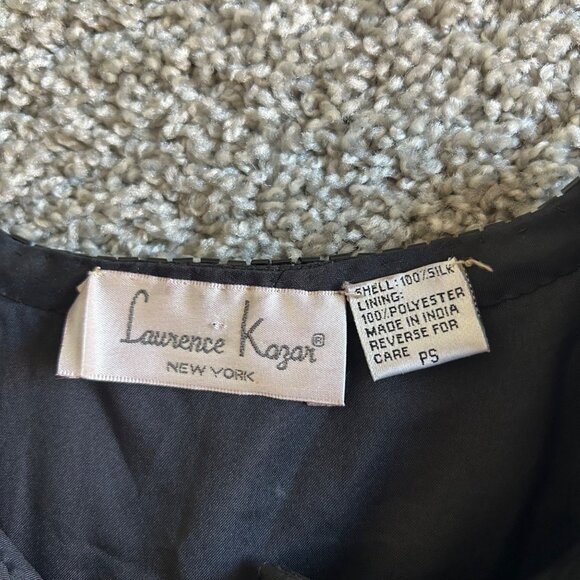 Laurence Kazar®
NEW YORK
SHELL: 100% SILK
LINING:
100% POLYESTER
MADE IN INDIA
REVERSE FOR
CARE PS